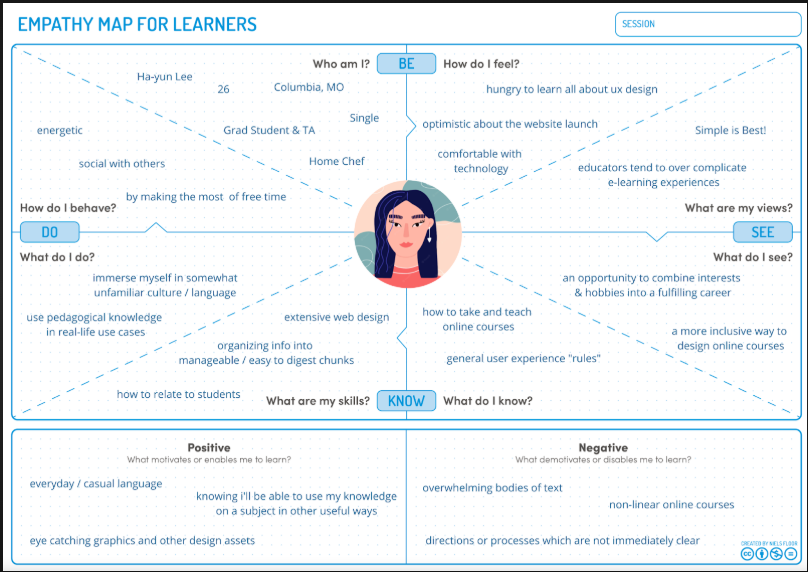 EMPATHY MAP FOR LEARNERS
SESSION
Who am I?
BE
How do I feel?
Ha-yun Lee
26
Columbia, MO
Single
Grad Student & TA
Home Chef
hungry to learn all about ux design
optimistic about the website launch
comfortable with
technology
energetic
social with others
by making the most  of free time
How do I behave?
DO
What do I do?
Simple is Best!
educators tend to over complicate
e-learning experiences
What are my views?
SEE
What do I see?
immerse myself in somewhat
unfamiliar culture / language
use pedagogical knowledge
in real-life use cases
an opportunity to combine interests
& hobbies into a fulfilling career
a more inclusive way to
design online courses
extensive web design
organizing info into
manageable / easy to digest chunks
how to relate to students
What are my skills?
KNOW
What do I know?
how to take and teach
online courses
general user experience "rules"
Positive
What motivates or enables me to learn?
everyday / casual language
knowing i'll be able to use my knowledge
on a subject in other useful ways
eye catching graphics and other design assets
Negative
What demotivates or disables me to learn?
overwhelming bodies of text
non-linear online courses
directions or processes which are not immediately clear
CREATED BY NIELS FLOOR